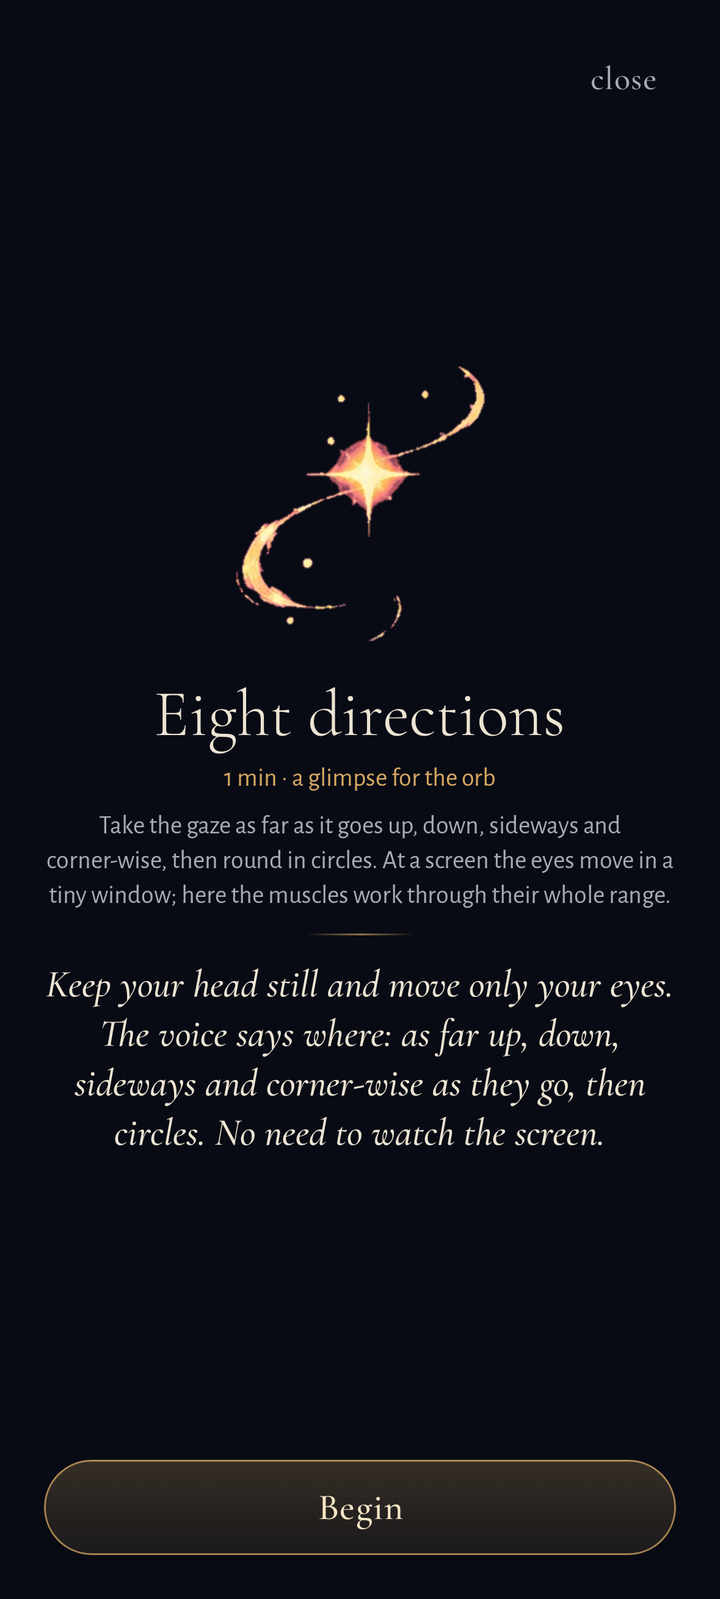 close
Eight directions
1 min · a glimpse for the orb
Take the gaze as far as it goes up, down, sideways and
corner-wise, then round in circles. At a screen the eyes move in a
tiny window; here the muscles work through their whole range.
Keep your head still and move only your eyes.
The voice says where: as far up, down,
sideways and corner-wise as they go, then
circles. No need to watch the screen.
Begin